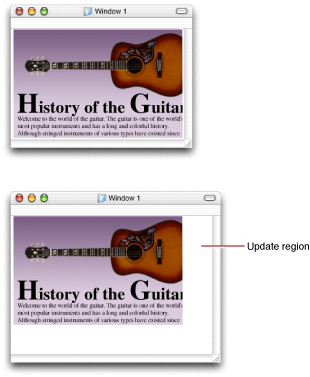 Window 1
History of the Guitar
Welcome to the world of the guitar. The guitar is one of the world's
most popular instruments and has a long and colorful history.
Although stringed instruments of various types have existed since
Window 1
Update region
History of the Guitar
Welcome to the world of the guitar. The guitar is one of the world's
most popular instruments and has a long and colorful history.
Although stringed instruments of various types have existed since